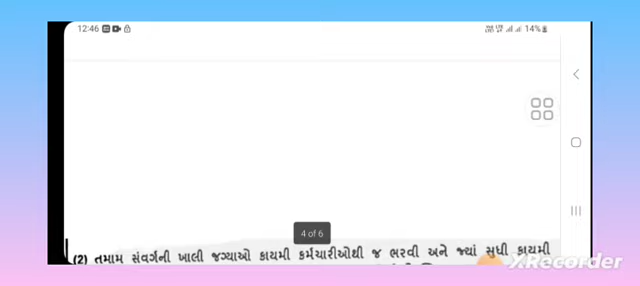 12:46
14%
4 of 6
(2) તમામ સંવર્ગની ખાલી જગ્યાઓ કાયમી કર્મચારીઓથી જ ભરવી અને જ્યાં સુધી કાયમી
XRecorder